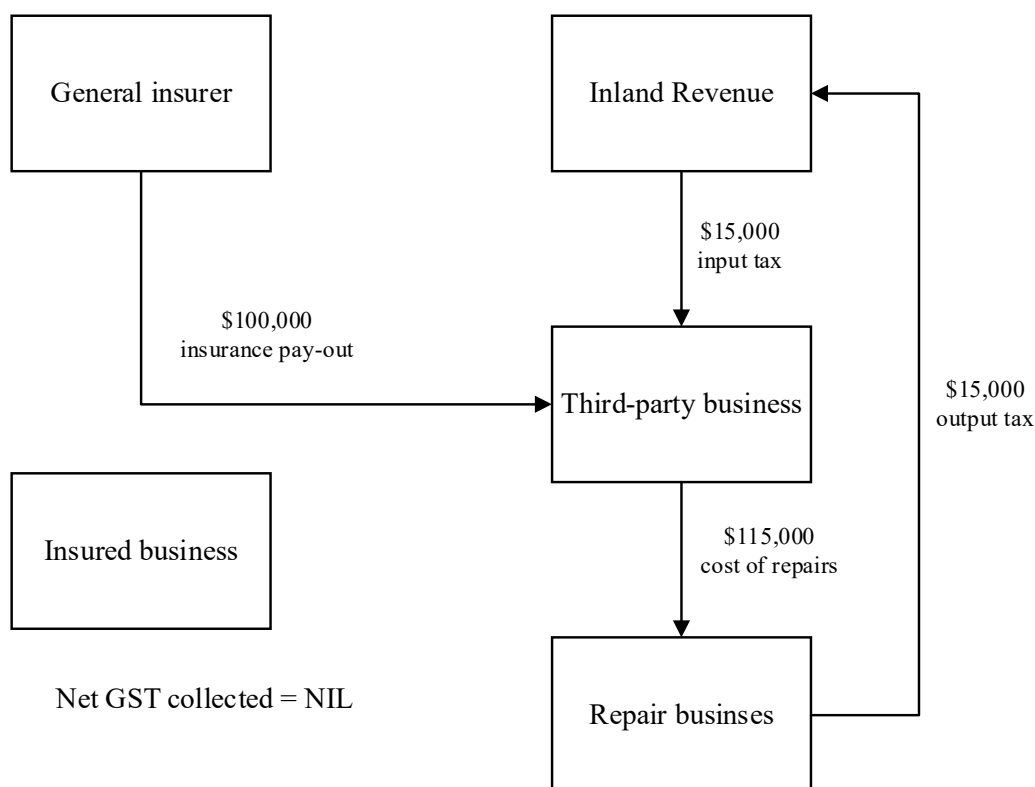 General insurer
Inland Revenue
$15,000
input tax
$100,000
insurance pay-out
Third-party business
$15,000
output tax
Insured business
$115,000
cost of repairs
Net GST collected = NIL
Repair businses